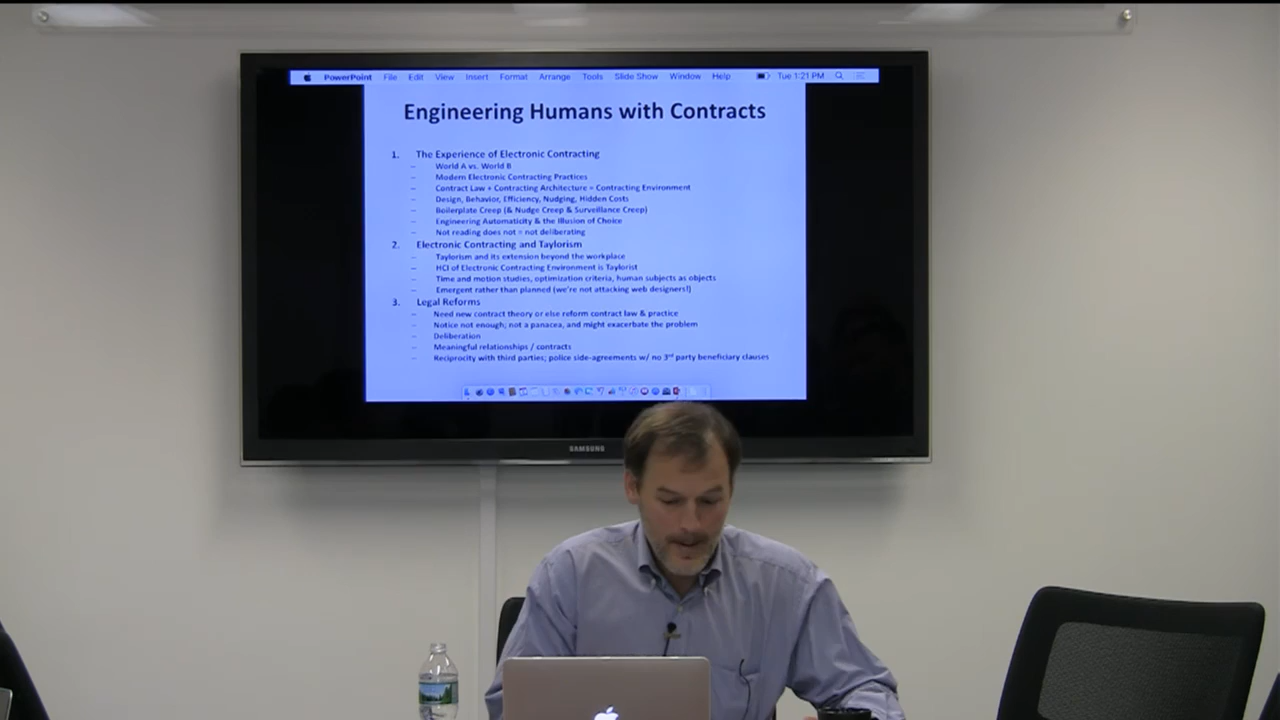 PowerPoint File Edit View Insert Format Arrange Tools Slide Show Window Help Tue 1:21 PM
Engineering Humans with Contracts
1. The Experience of Electronic Contracting
– World A vs. World B
– Modern Electronic Contracting Practices
– Contract Law + Contracting Architecture = Contracting Environment
– Design, Behavior, Efficiency, Nudging, Hidden Costs
– Boilerplate Creep (& Nudge Creep & Surveillance Creep)
– Engineering Automaticity & the Illusion of Choice
– Not reading does not = not deliberating
2. Electronic Contracting and Taylorism
– Taylorism and its extension beyond the workplace
– HCI of Electronic Contracting Environment is Taylorist
– Time and motion studies, optimization criteria, human subjects as objects
– Emergent rather than planned (we're not attacking web designers!)
3. Legal Reforms
– Need new contract theory or else reform contract law & practice
– Notice not enough; not a panacea, and might exacerbate the problem
– Deliberation
– Meaningful relationships / contracts
– Reciprocity with third parties; police side-agreements w/ no 3rd party beneficiary clauses
SAMSUNG